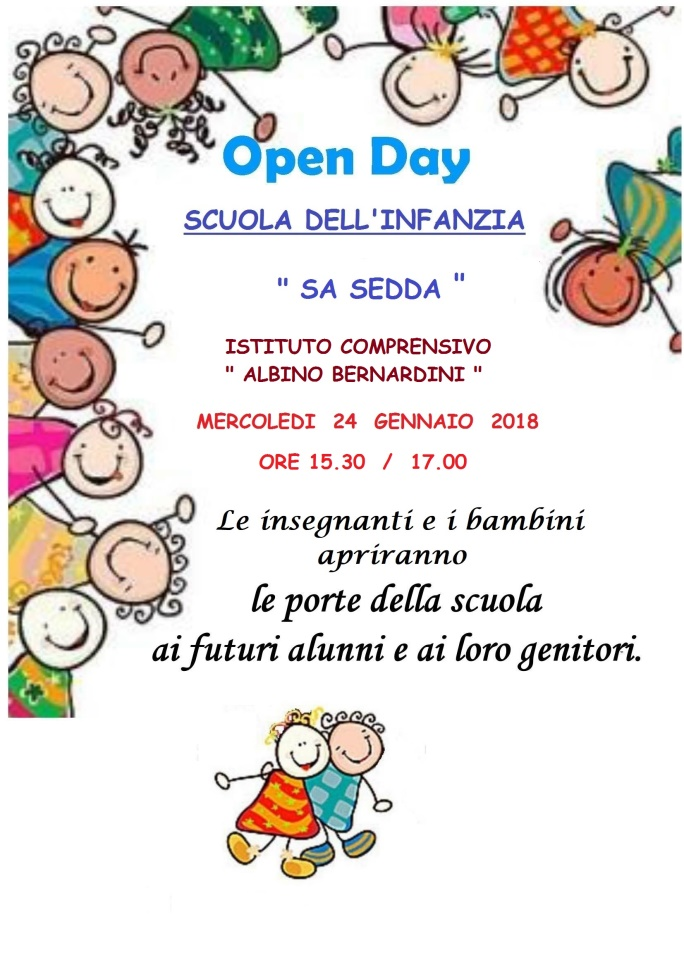 Open Day
SCUOLA DELL'INFANZIA
" SA SEDDA "
ISTITUTO COMPRENSIVO
" ALBINO BERNARDINI "
MERCOLEDI 24 GENNAIO 2018
ORE 15.30 / 17.00
Le insegnanti e i bambini
apriranno
le porte della scuola
ai futuri alunni e ai loro genitori.